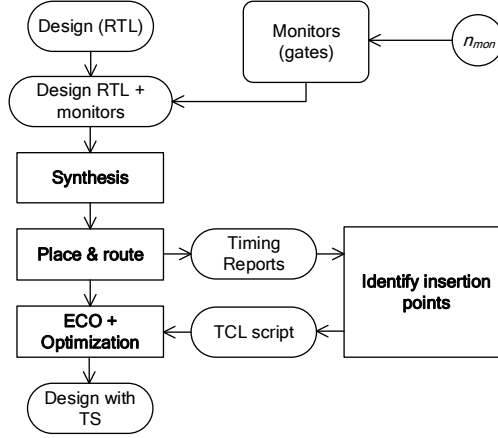 Design (RTL)
Monitors
(gates)
n mon
Design RTL +
monitors
Synthesis
Place & route
Timing
Reports
Identify insertion
points
ECO +
Optimization
TCL script
Design with
TS